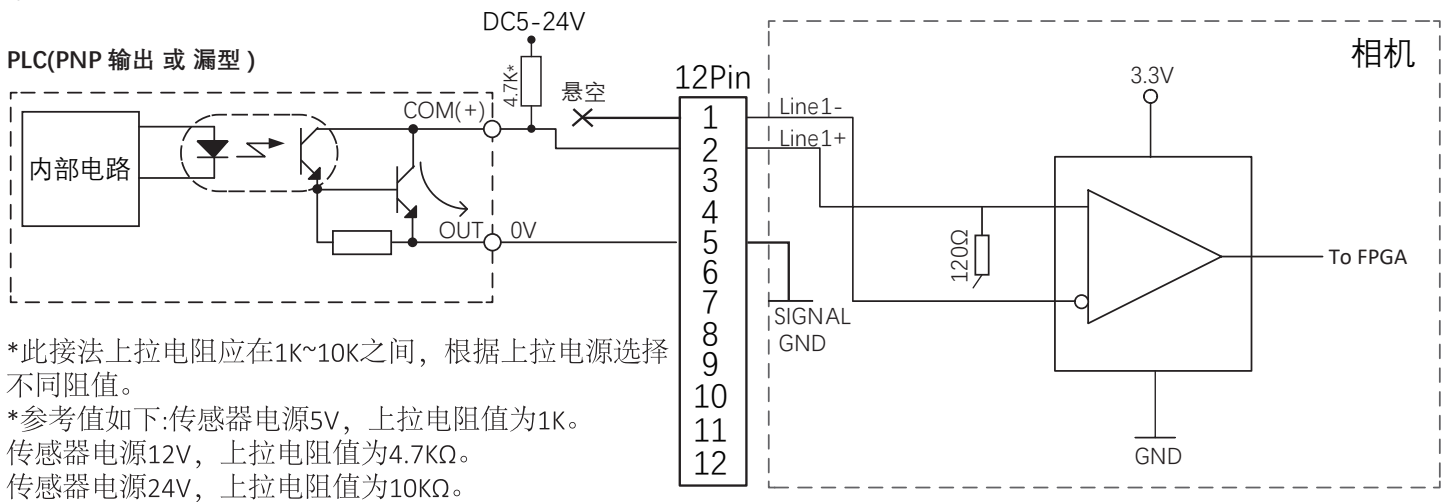 DC5-24V
PLC(PNP 输出 或 漏型 )
相机
12Pin
3.3V
4.7K*
悬空
COM(+)
Line1-
Line1+
内部电路
OUT
0V
1
2
3
4
5
6
7
8
9
10
11
12
120Ω
To FPGA
SIGNAL
GND
GND
*此接法上拉电阻应在1K~10K之间，根据上拉电源选择
不同阻值。
*参考值如下:传感器电源5V，上拉电阻值为1K。
传感器电源12V，上拉电阻值为4.7KΩ。
传感器电源24V，上拉电阻值为10KΩ。